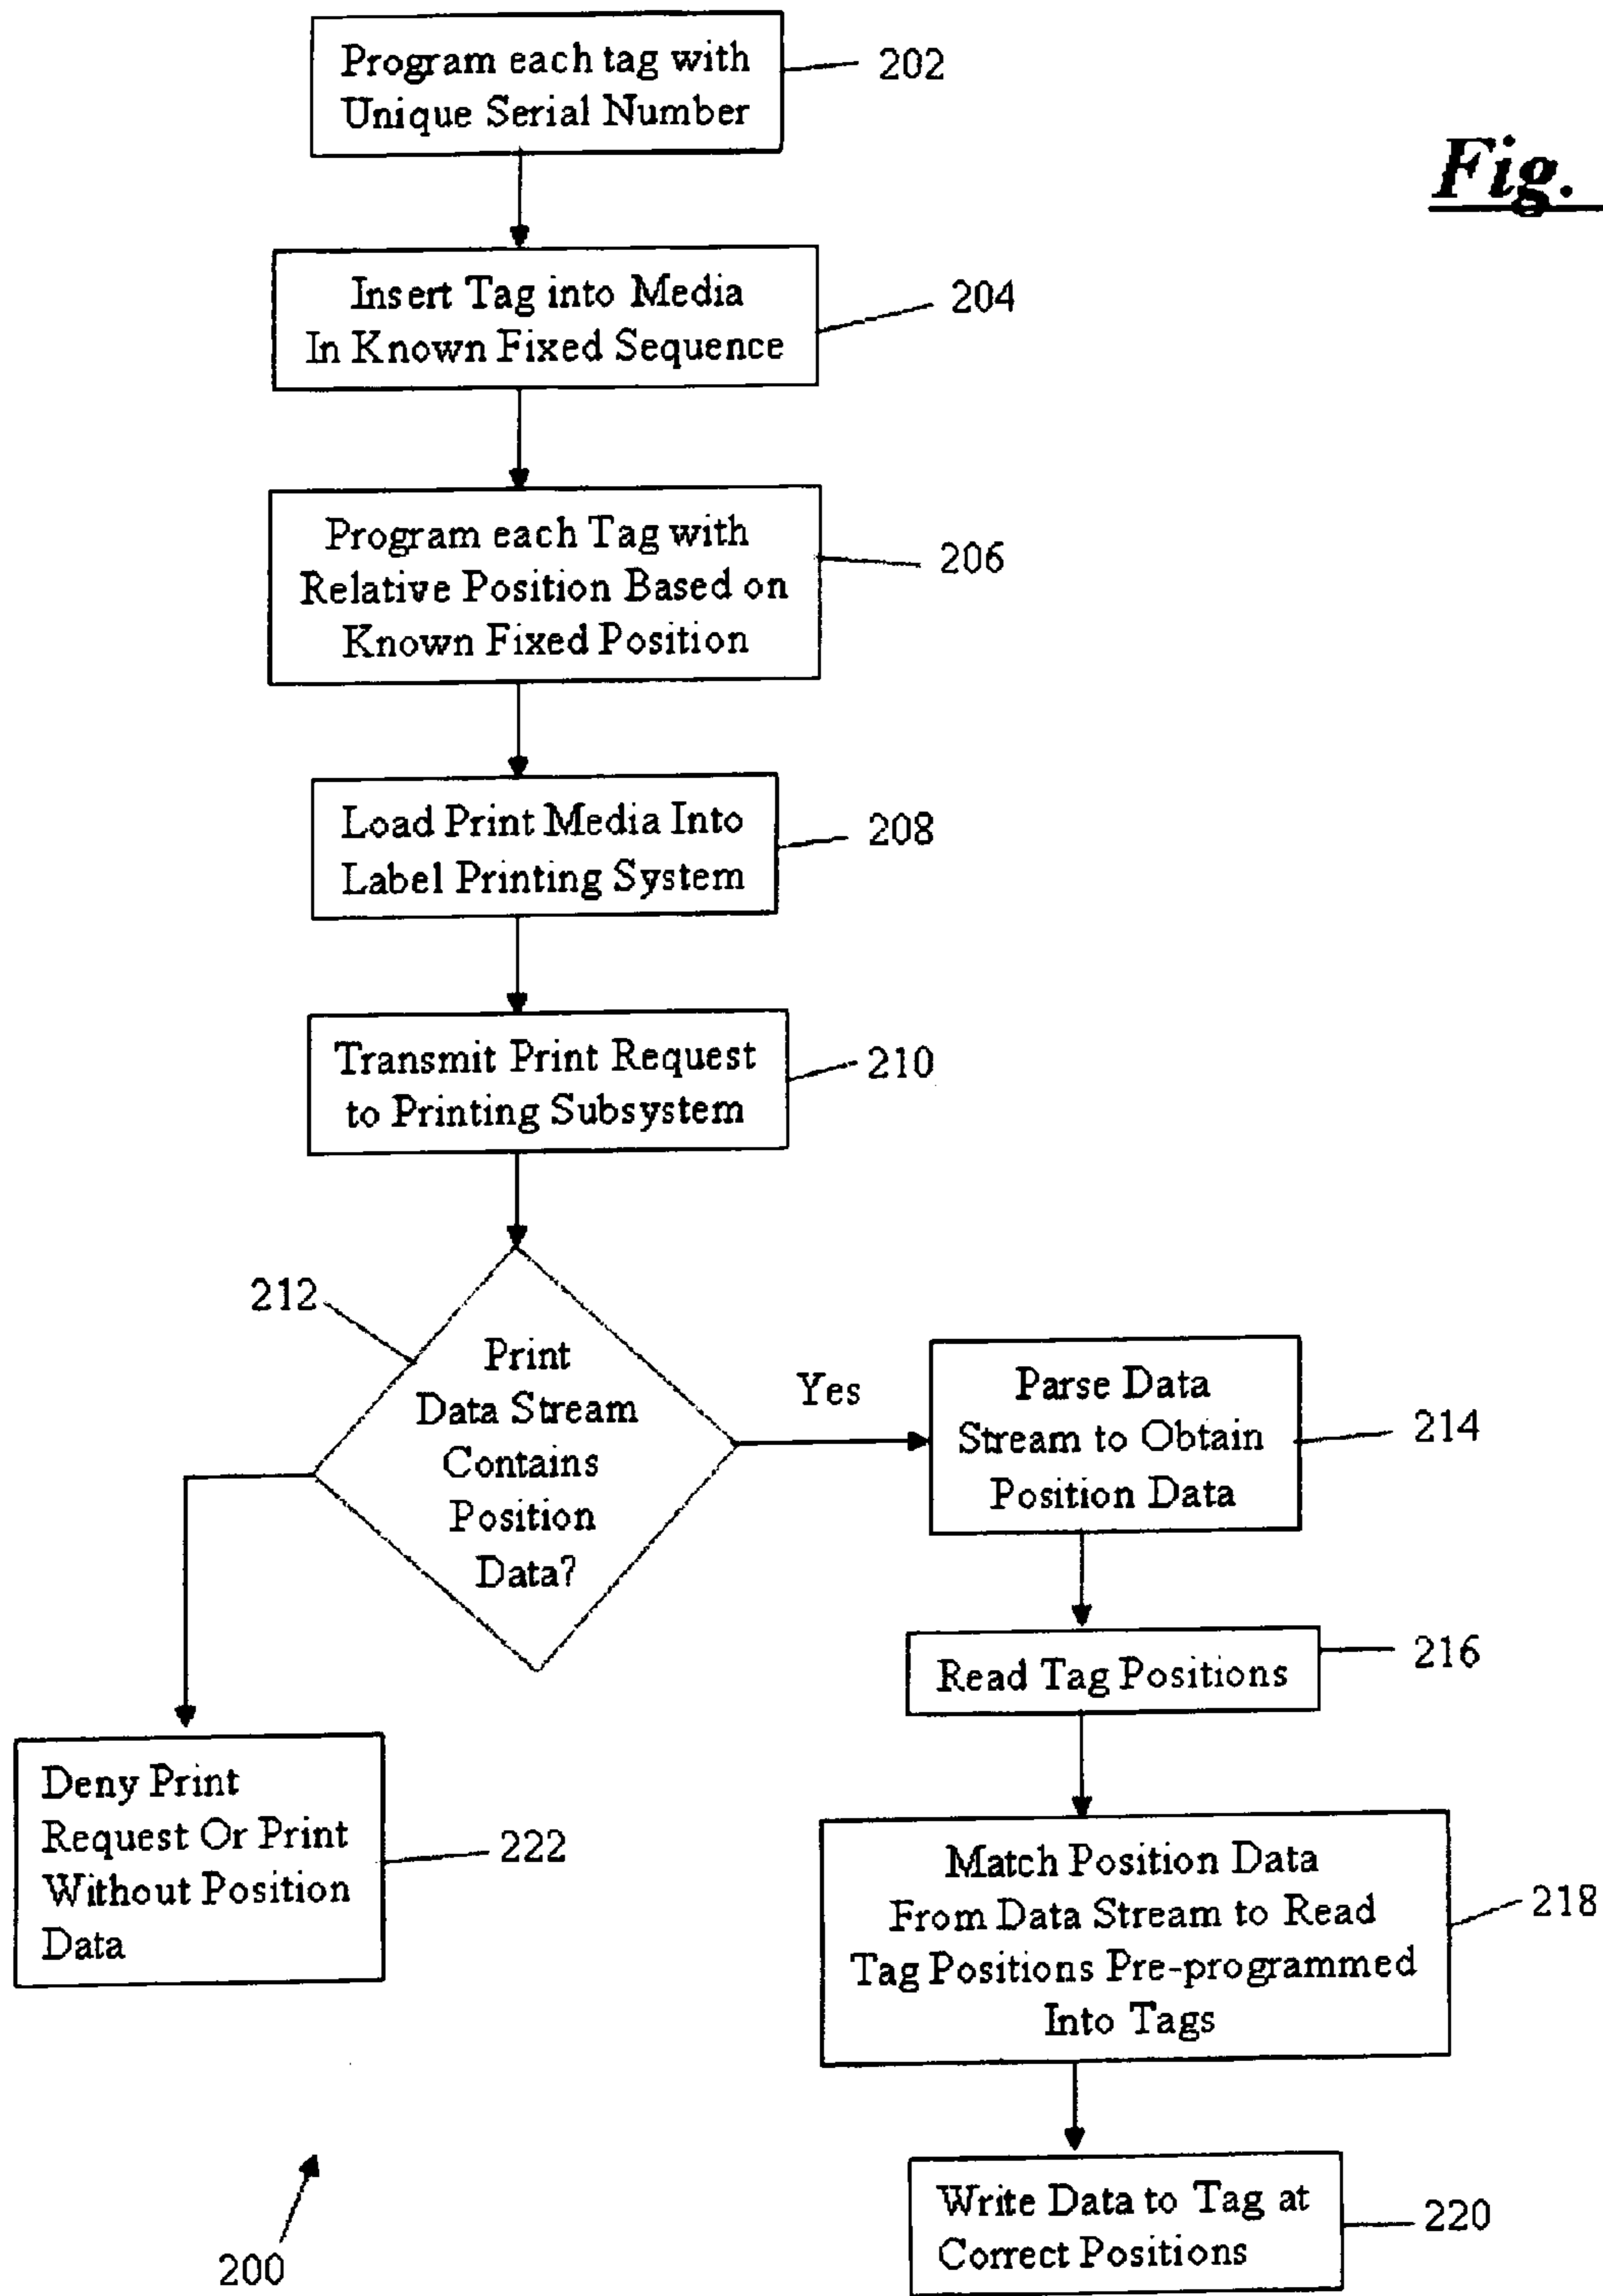 Program each tag with
Unique Serial Number
202
Fig.
Insert Tag into Media
In Known Fixed Sequence
204
Program each Tag with
Relative Position Based on
Known Fixed Position
206
Load Print Media Into
Label Printing System
208
Transmit Print Request
to Printing Subsystem
210
212
Print
Data Stream
Contains
Position
Data?
Yes
Parse Data
Stream to Obtain
Position Data
214
Read Tag Positions
216
Deny Print
Request Or Print
Without Position
Data
222
Match Position Data
From Data Stream to Read
Tag Positions Pre-programmed
Into Tags
218
Write Data to Tag at
Correct Positions
220
200